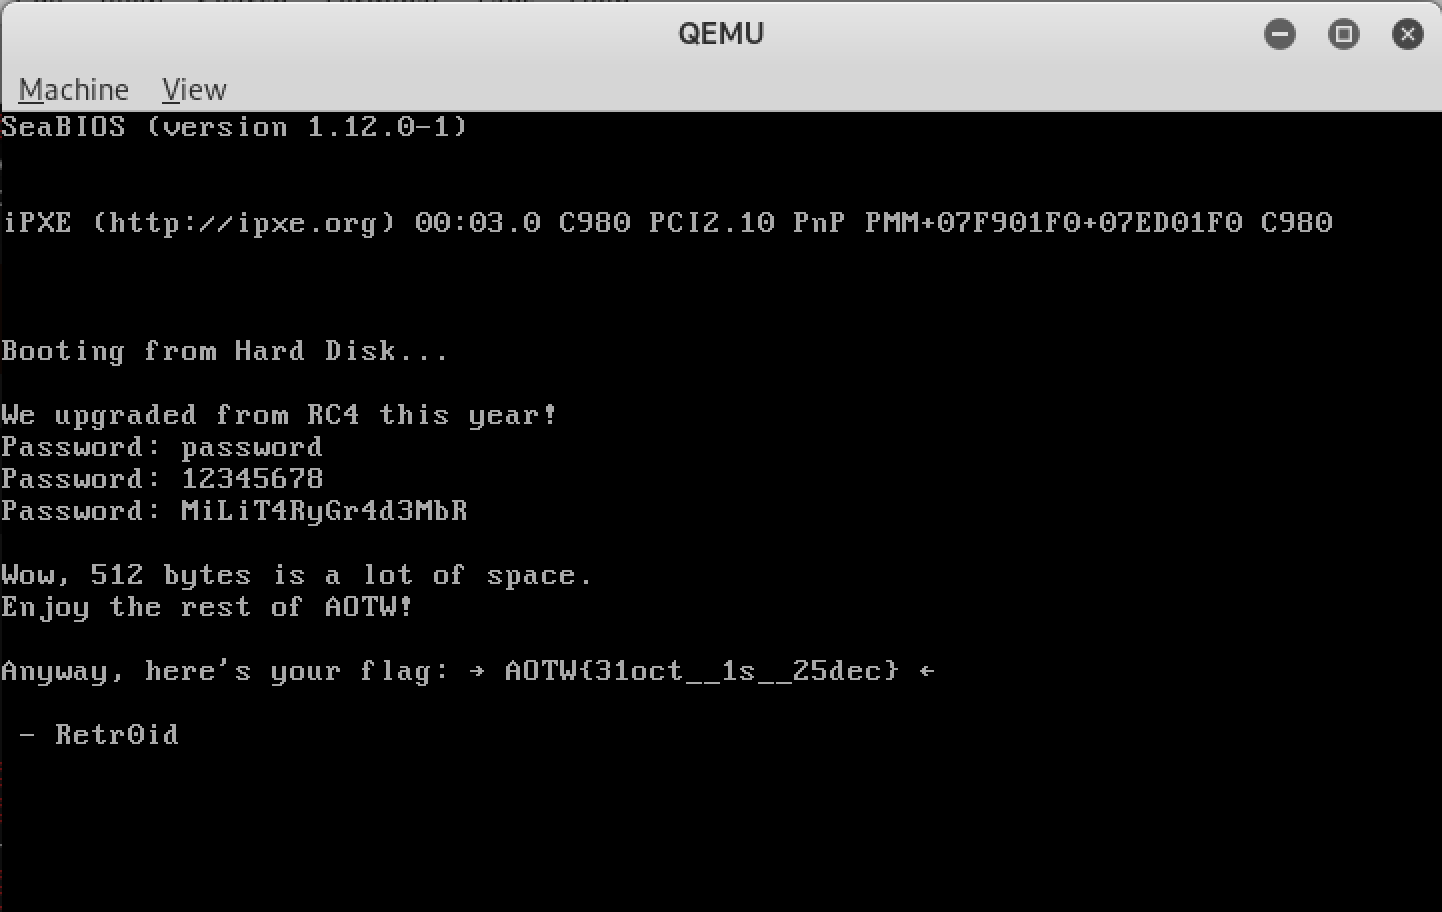 QEMU
Machine View
SeaBIOS (version 1.12.0-1)
iPXE (http://ipxe.org) 00:03.0 C980 PCI2.10 PnP PMM+07F901F0+07ED01F0 C980
Booting from Hard Disk...
We upgraded from RC4 this year!
Password: password
Password: 12345678
Password: MiLiT4RyGr4d3MbR
Wow, 512 bytes is a lot of space.
Enjoy the rest of AOTW!
Anyway, here's your flag: → AOTW{31oct__1s__25dec} ←
- Retr0id